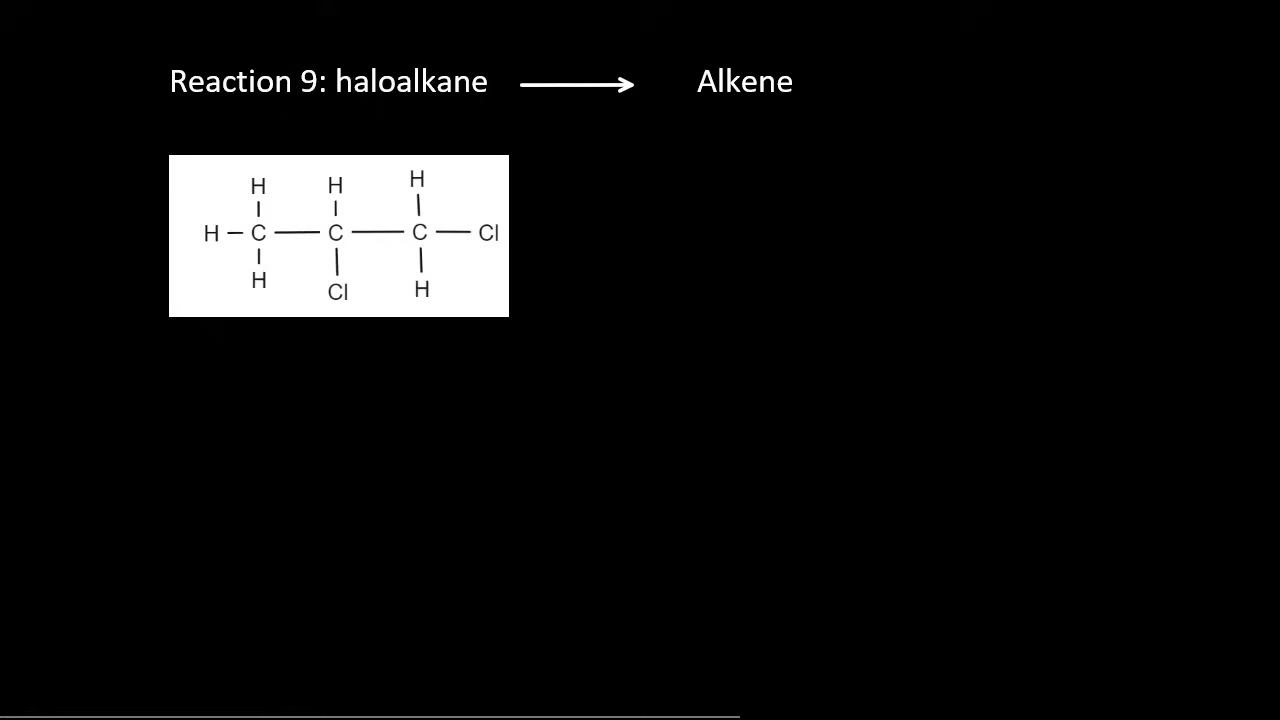 Reaction 9: haloalkane ⟶ Alkene
H H H
H – C — C — C — Cl
H Cl H